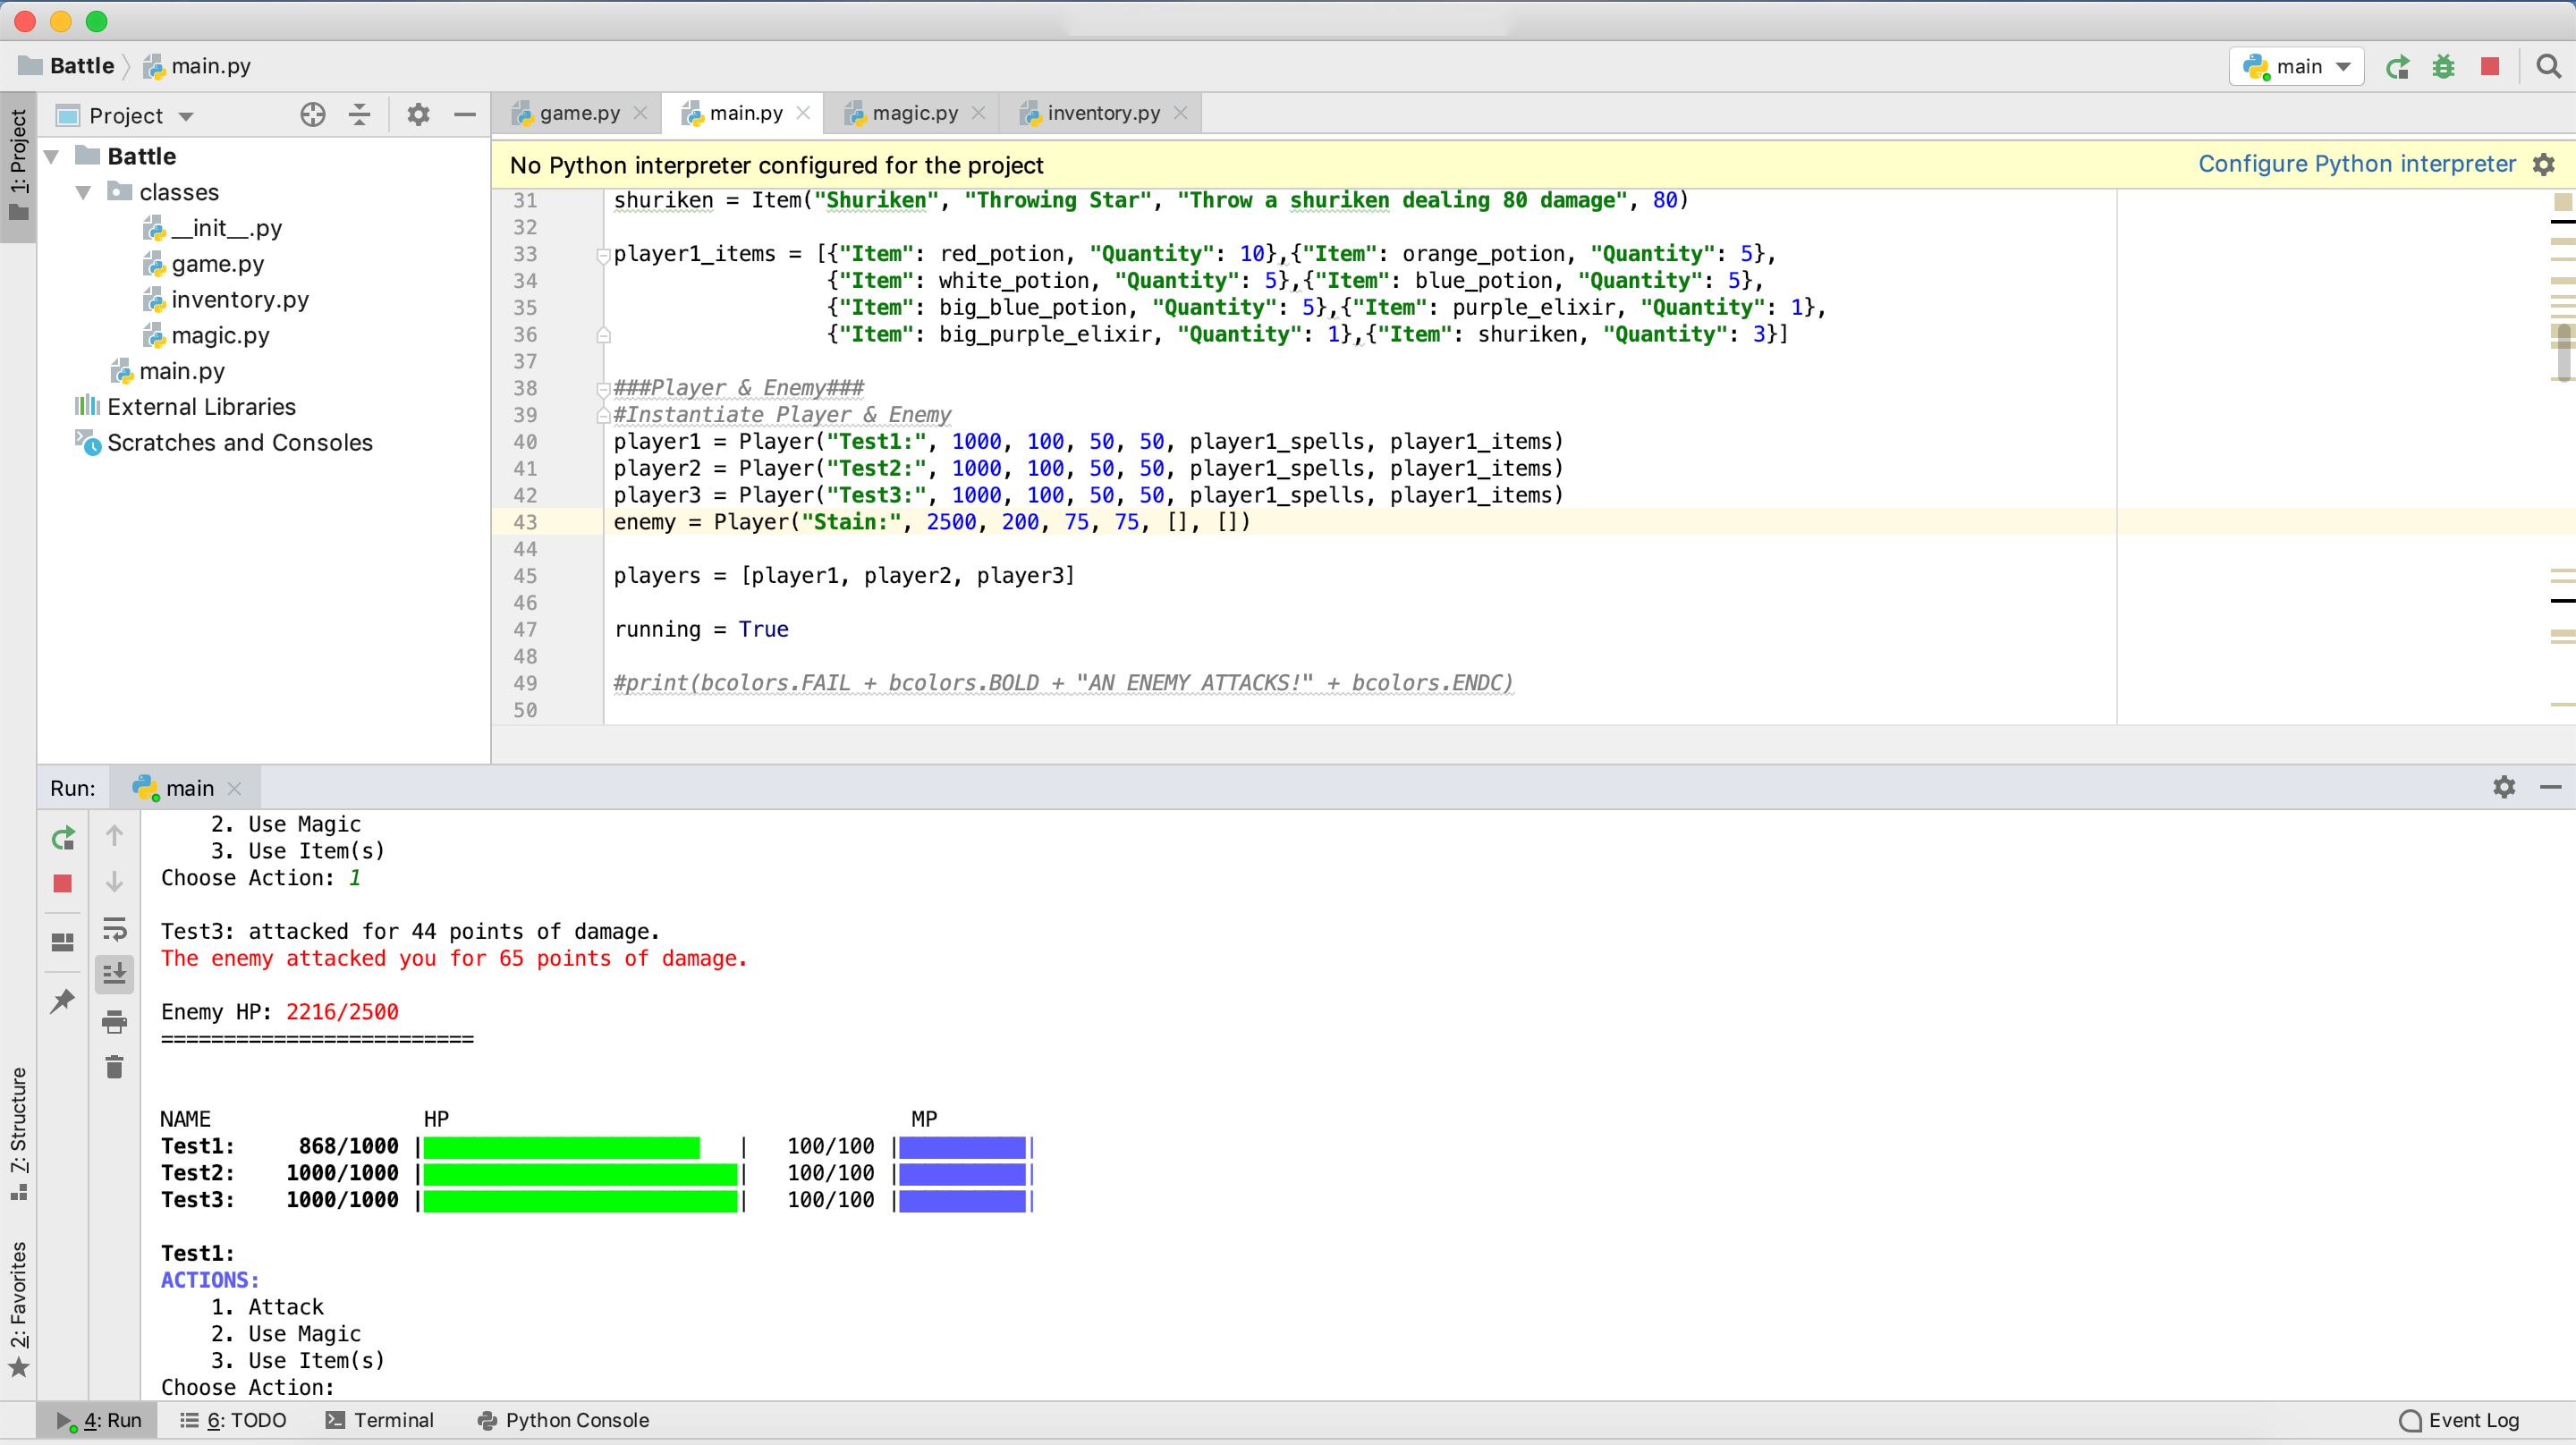 Battle main.py
main
Project
game.py main.py magic.py inventory.py
1: Project
Battle
classes
__init__.py
game.py
inventory.py
magic.py
main.py
External Libraries
Scratches and Consoles
No Python interpreter configured for the project Configure Python interpreter
31 shuriken = Item("Shuriken", "Throwing Star", "Throw a shuriken dealing 80 damage", 80)
32
33 player1_items = [{"Item": red_potion, "Quantity": 10},{"Item": orange_potion, "Quantity": 5},
34 {"Item": white_potion, "Quantity": 5},{"Item": blue_potion, "Quantity": 5},
35 {"Item": big_blue_potion, "Quantity": 5},{"Item": purple_elixir, "Quantity": 1},
36 {"Item": big_purple_elixir, "Quantity": 1},{"Item": shuriken, "Quantity": 3}]
37
38 ###Player & Enemy###
39 #Instantiate Player & Enemy
40 player1 = Player("Test1:", 1000, 100, 50, 50, player1_spells, player1_items)
41 player2 = Player("Test2:", 1000, 100, 50, 50, player1_spells, player1_items)
42 player3 = Player("Test3:", 1000, 100, 50, 50, player1_spells, player1_items)
43 enemy = Player("Stain:", 2500, 200, 75, 75, [], [])
44
45 players = [player1, player2, player3]
46
47 running = True
48
49 #print(bcolors.FAIL + bcolors.BOLD + "AN ENEMY ATTACKS!" + bcolors.ENDC)
50
Run: main
2. Use Magic
3. Use Item(s)
Choose Action: 1
Test3: attacked for 44 points of damage.
The enemy attacked you for 65 points of damage.
Enemy HP: 2216/2500
=========================
NAME HP MP
Test1: 868/1000 | | 100/100 | |
Test2: 1000/1000 | | 100/100 | |
Test3: 1000/1000 | | 100/100 | |
Test1:
ACTIONS:
1. Attack
2. Use Magic
3. Use Item(s)
Choose Action:
7: Structure
2: Favorites
4: Run 6: TODO Terminal Python Console Event Log